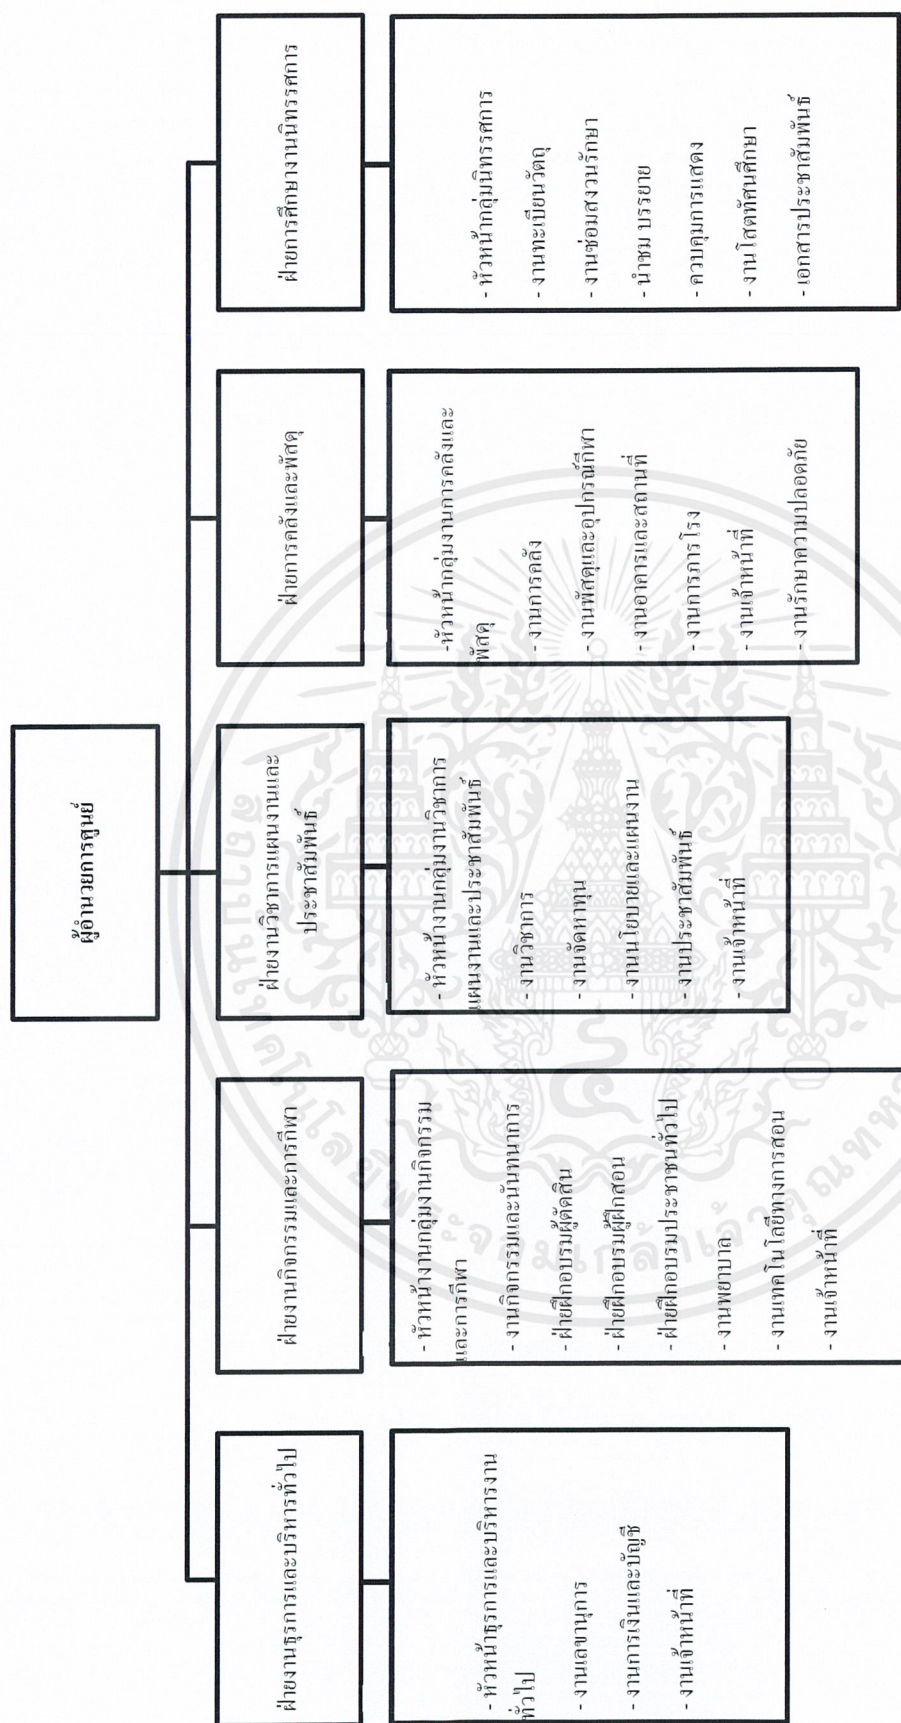 ผู้อำนวยการศูนย์
ฝ่ายงานธุรการและบริหารทั่วไป
- หัวหน้าธุรการและบริหารงาน
ทั่วไป
- งานเลขานุการ
- งานการเงินและบัญชี
- งานเจ้าหน้าที่
ฝ่ายงานกิจกรรมและการกีฬา
- หัวหน้างานกลุ่มงานกิจกรรม
และการกีฬา
- งานกิจกรรมและนันทนาการ
- ฝ่ายฝึกอบรมผู้ตัดสิน
- ฝ่ายฝึกอบรมผู้ฝึกสอน
- ฝ่ายฝึกอบรมประชาชนทั่วไป
- งานพยาบาล
- งานเทคโนโลยีทางการสอน
- งานเจ้าหน้าที่
ฝ่ายงานวิชาการแผนงานและ
ประชาสัมพันธ์
- หัวหน้างานกลุ่มงานวิชาการ
แผนงานและประชาสัมพันธ์
- งานวิชาการ
- งานจัดหาทุน
- งานนโยบายและแผนงาน
- งานประชาสัมพันธ์
- งานเจ้าหน้าที่
ฝ่ายการคลังและพัสดุ
-หัวหน้ากลุ่มงานการคลังและ
พัสดุ
- งานการคลัง
- งานพัสดุและอุปกรณ์กีฬา
- งานอาคารและสถานที่
- งานการภารโรง
- งานเจ้าหน้าที่
- งานรักษาความปลอดภัย
ฝ่ายการศึกษางานนิทรรศการ
- หัวหน้ากลุ่มนิทรรศการ
- งานทะเบียนวัตถุ
- งานซ่อมสงวนรักษา
- นำชม บรรยาย
- ควบคุมการแสดง
- งานโสตทัศนศึกษา
- เอกสารประชาสัมพันธ์